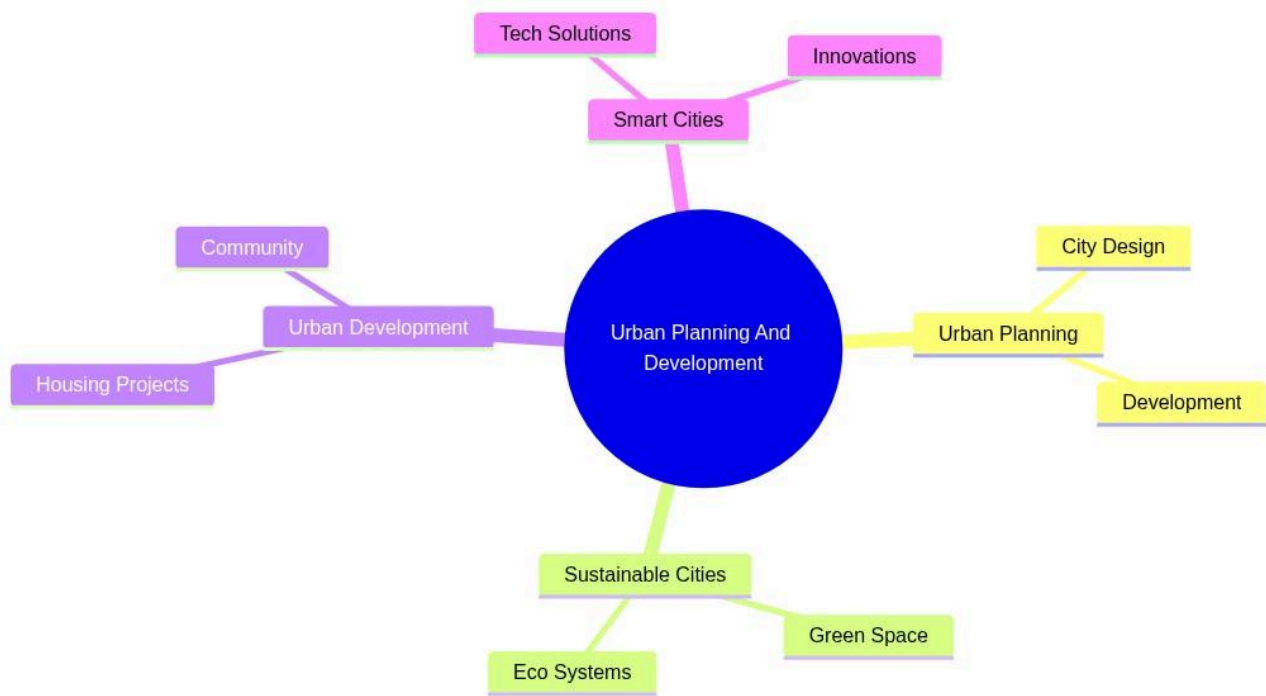 Tech Solutions
Innovations
Smart Cities
Community
City Design
Urban Development
Urban Planning And
Development
Urban Planning
Housing Projects
Development
Sustainable Cities
Green Space
Eco Systems